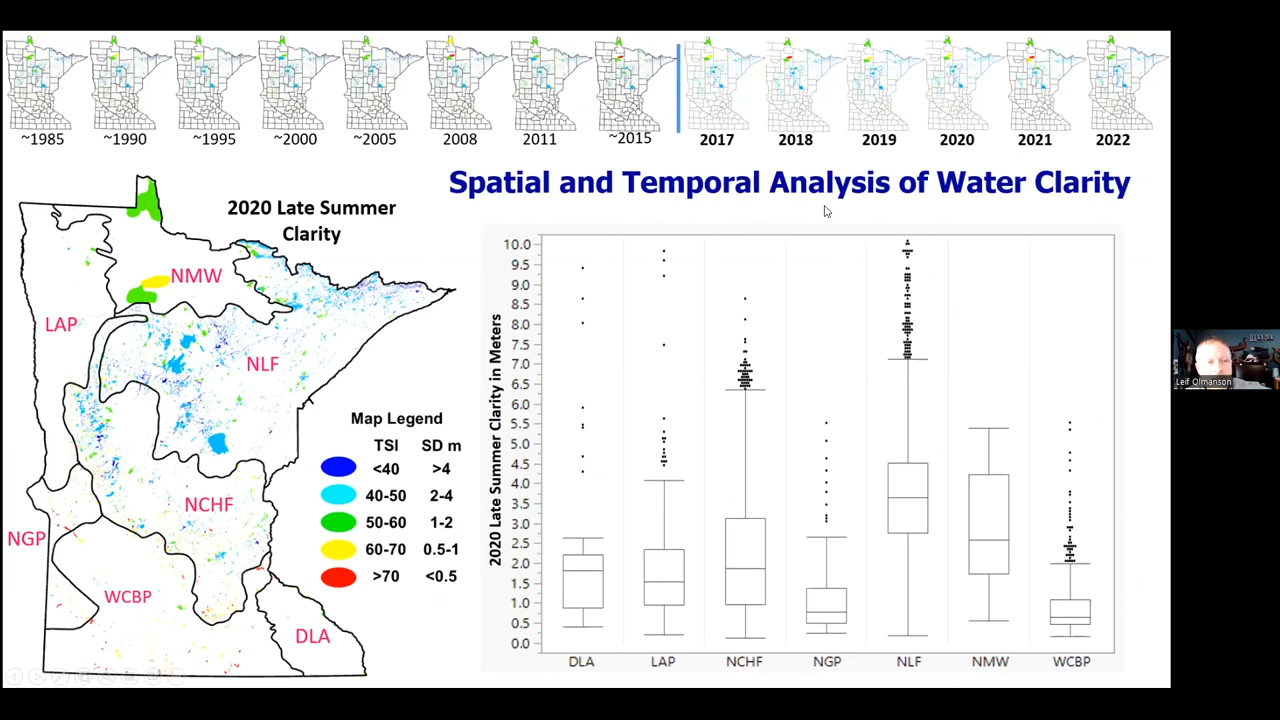 ~1985 ~1990 ~1995 ~2000 ~2005 2008 2011 ~2015 2017 2018 2019 2020 2021 2022
Spatial and Temporal Analysis of Water Clarity
2020 Late Summer
Clarity
NMW
LAP
NLF
NCHF
NGP
WCBP
DLA
Map Legend
TSI SD m
<40 >4
40-50 2-4
50-60 1-2
60-70 0.5-1
>70 <0.5
2020 Late Summer Clarity in Meters
10.0
9.5
9.0
8.5
8.0
7.5
7.0
6.5
6.0
5.5
5.0
4.5
4.0
3.5
3.0
2.5
2.0
1.5
1.0
0.5
0.0
DLA LAP NCHF NGP NLF NMW WCBP
Leif Olmanson